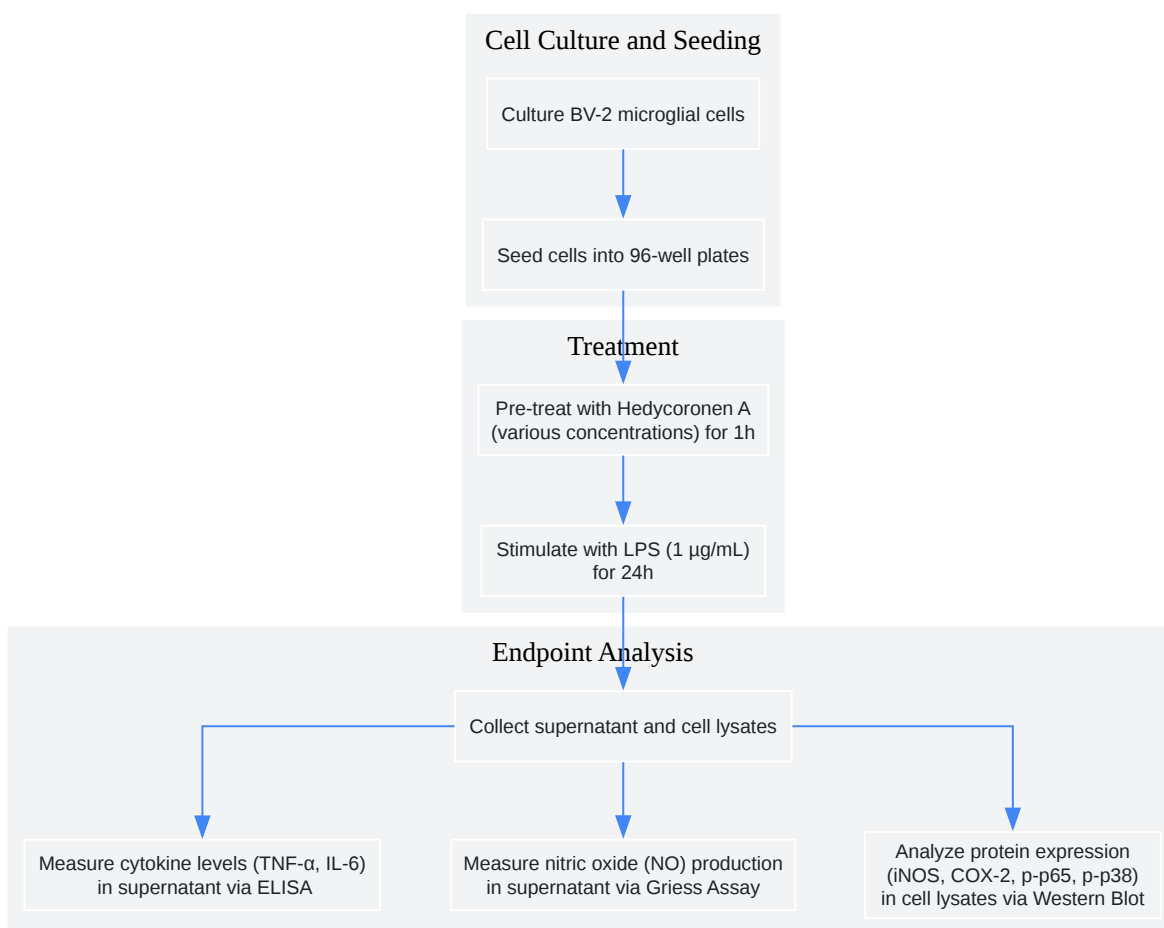 Cell Culture and Seeding
Culture BV-2 microglial cells
Seed cells into 96-well plates
Treatment
Pre-treat with Hedycoronen A
(various concentrations) for 1h
Stimulate with LPS (1 µg/mL)
for 24h
Endpoint Analysis
Collect supernatant and cell lysates
Measure cytokine levels (TNF-α, IL-6)
in supernatant via ELISA
Measure nitric oxide (NO) production
in supernatant via Griess Assay
Analyze protein expression
(iNOS, COX-2, p-p65, p-p38)
in cell lysates via Western Blot